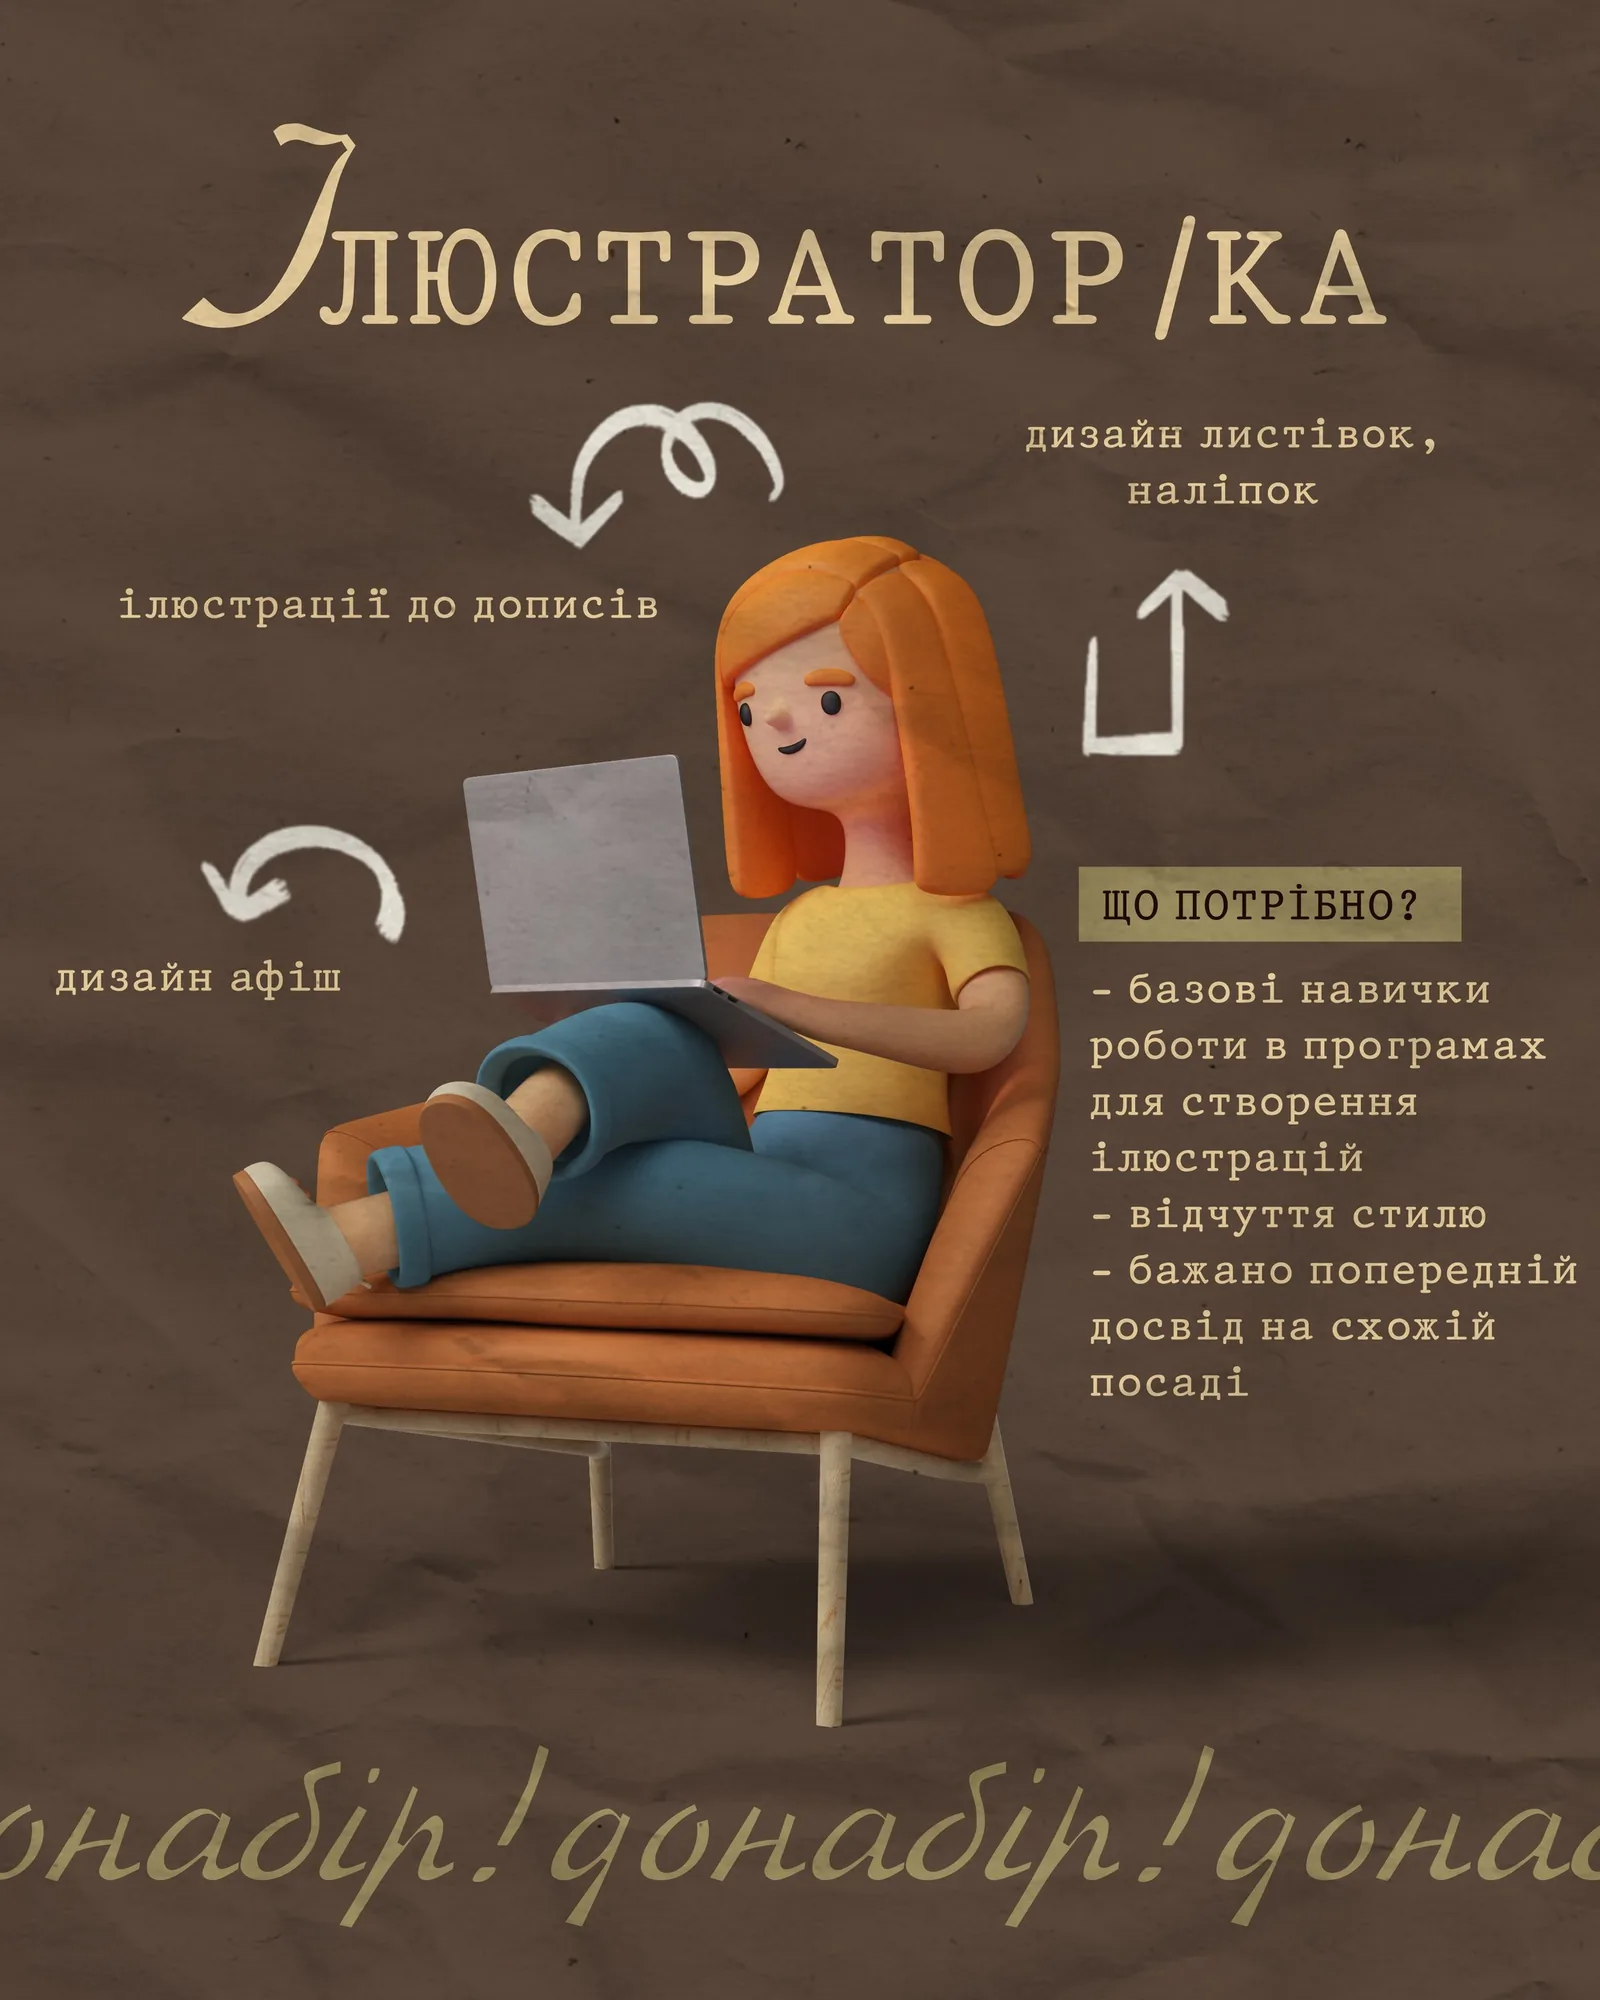 Ілюстратор/ка
дизайн листівок,
наліпок
ілюстрації до дописів
дизайн афіш
ЩО ПОТРІБНО?
- базові навички
роботи в програмах
для створення
ілюстрацій
- відчуття стилю
- бажано попередній
досвід на схожій
посаді
онабір! донабір! дона